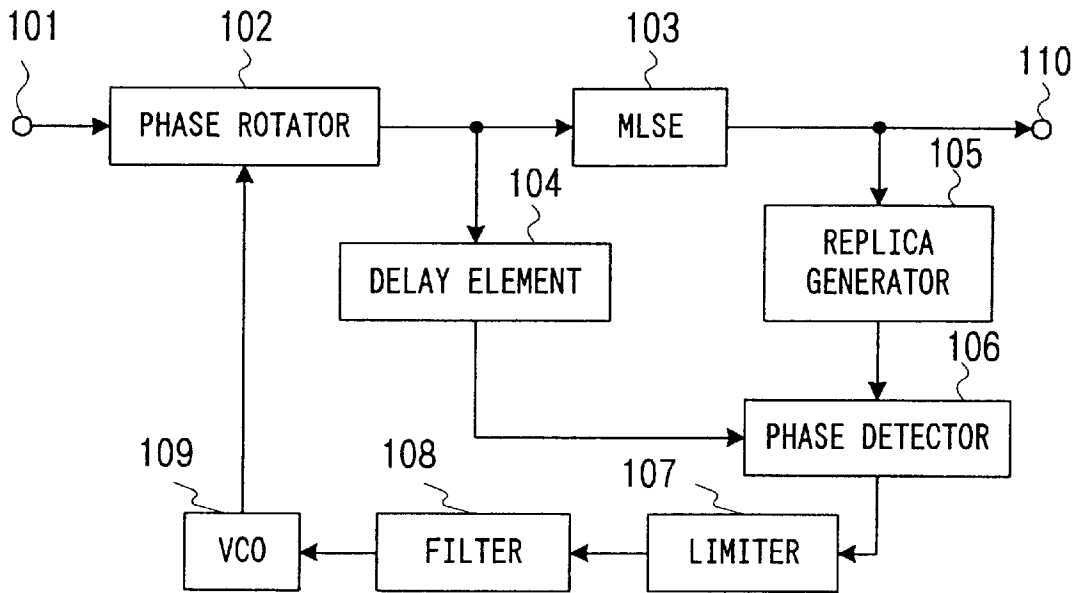 101
102
103
110
PHASE ROTATOR
MLSE
104
105
DELAY ELEMENT
REPLICA
GENERATOR
106
PHASE DETECTOR
109
108
107
VCO
FILTER
LIMITER